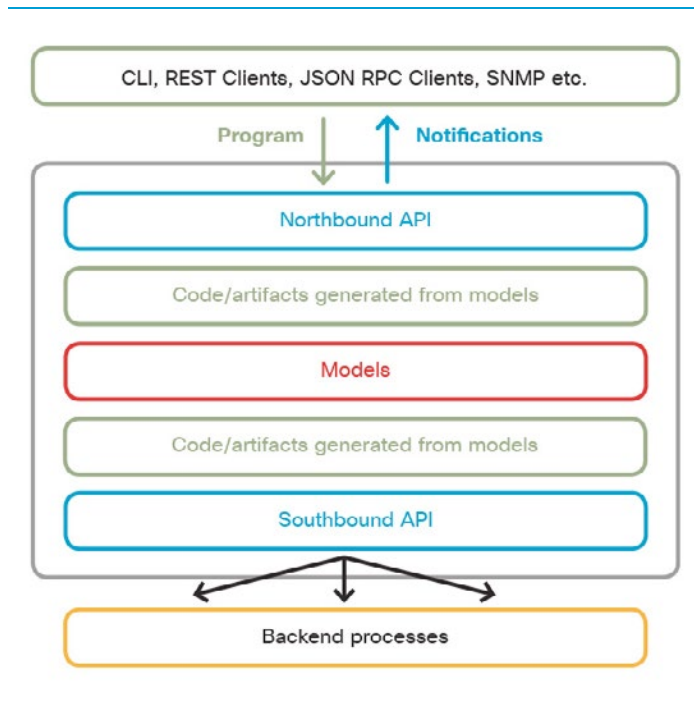 CLI, REST Clients, JSON RPC Clients, SNMP etc.
Program
Notifications
Northbound API
Code/artifacts generated from models
Models
Code/artifacts generated from models
Southbound API
Backend processes